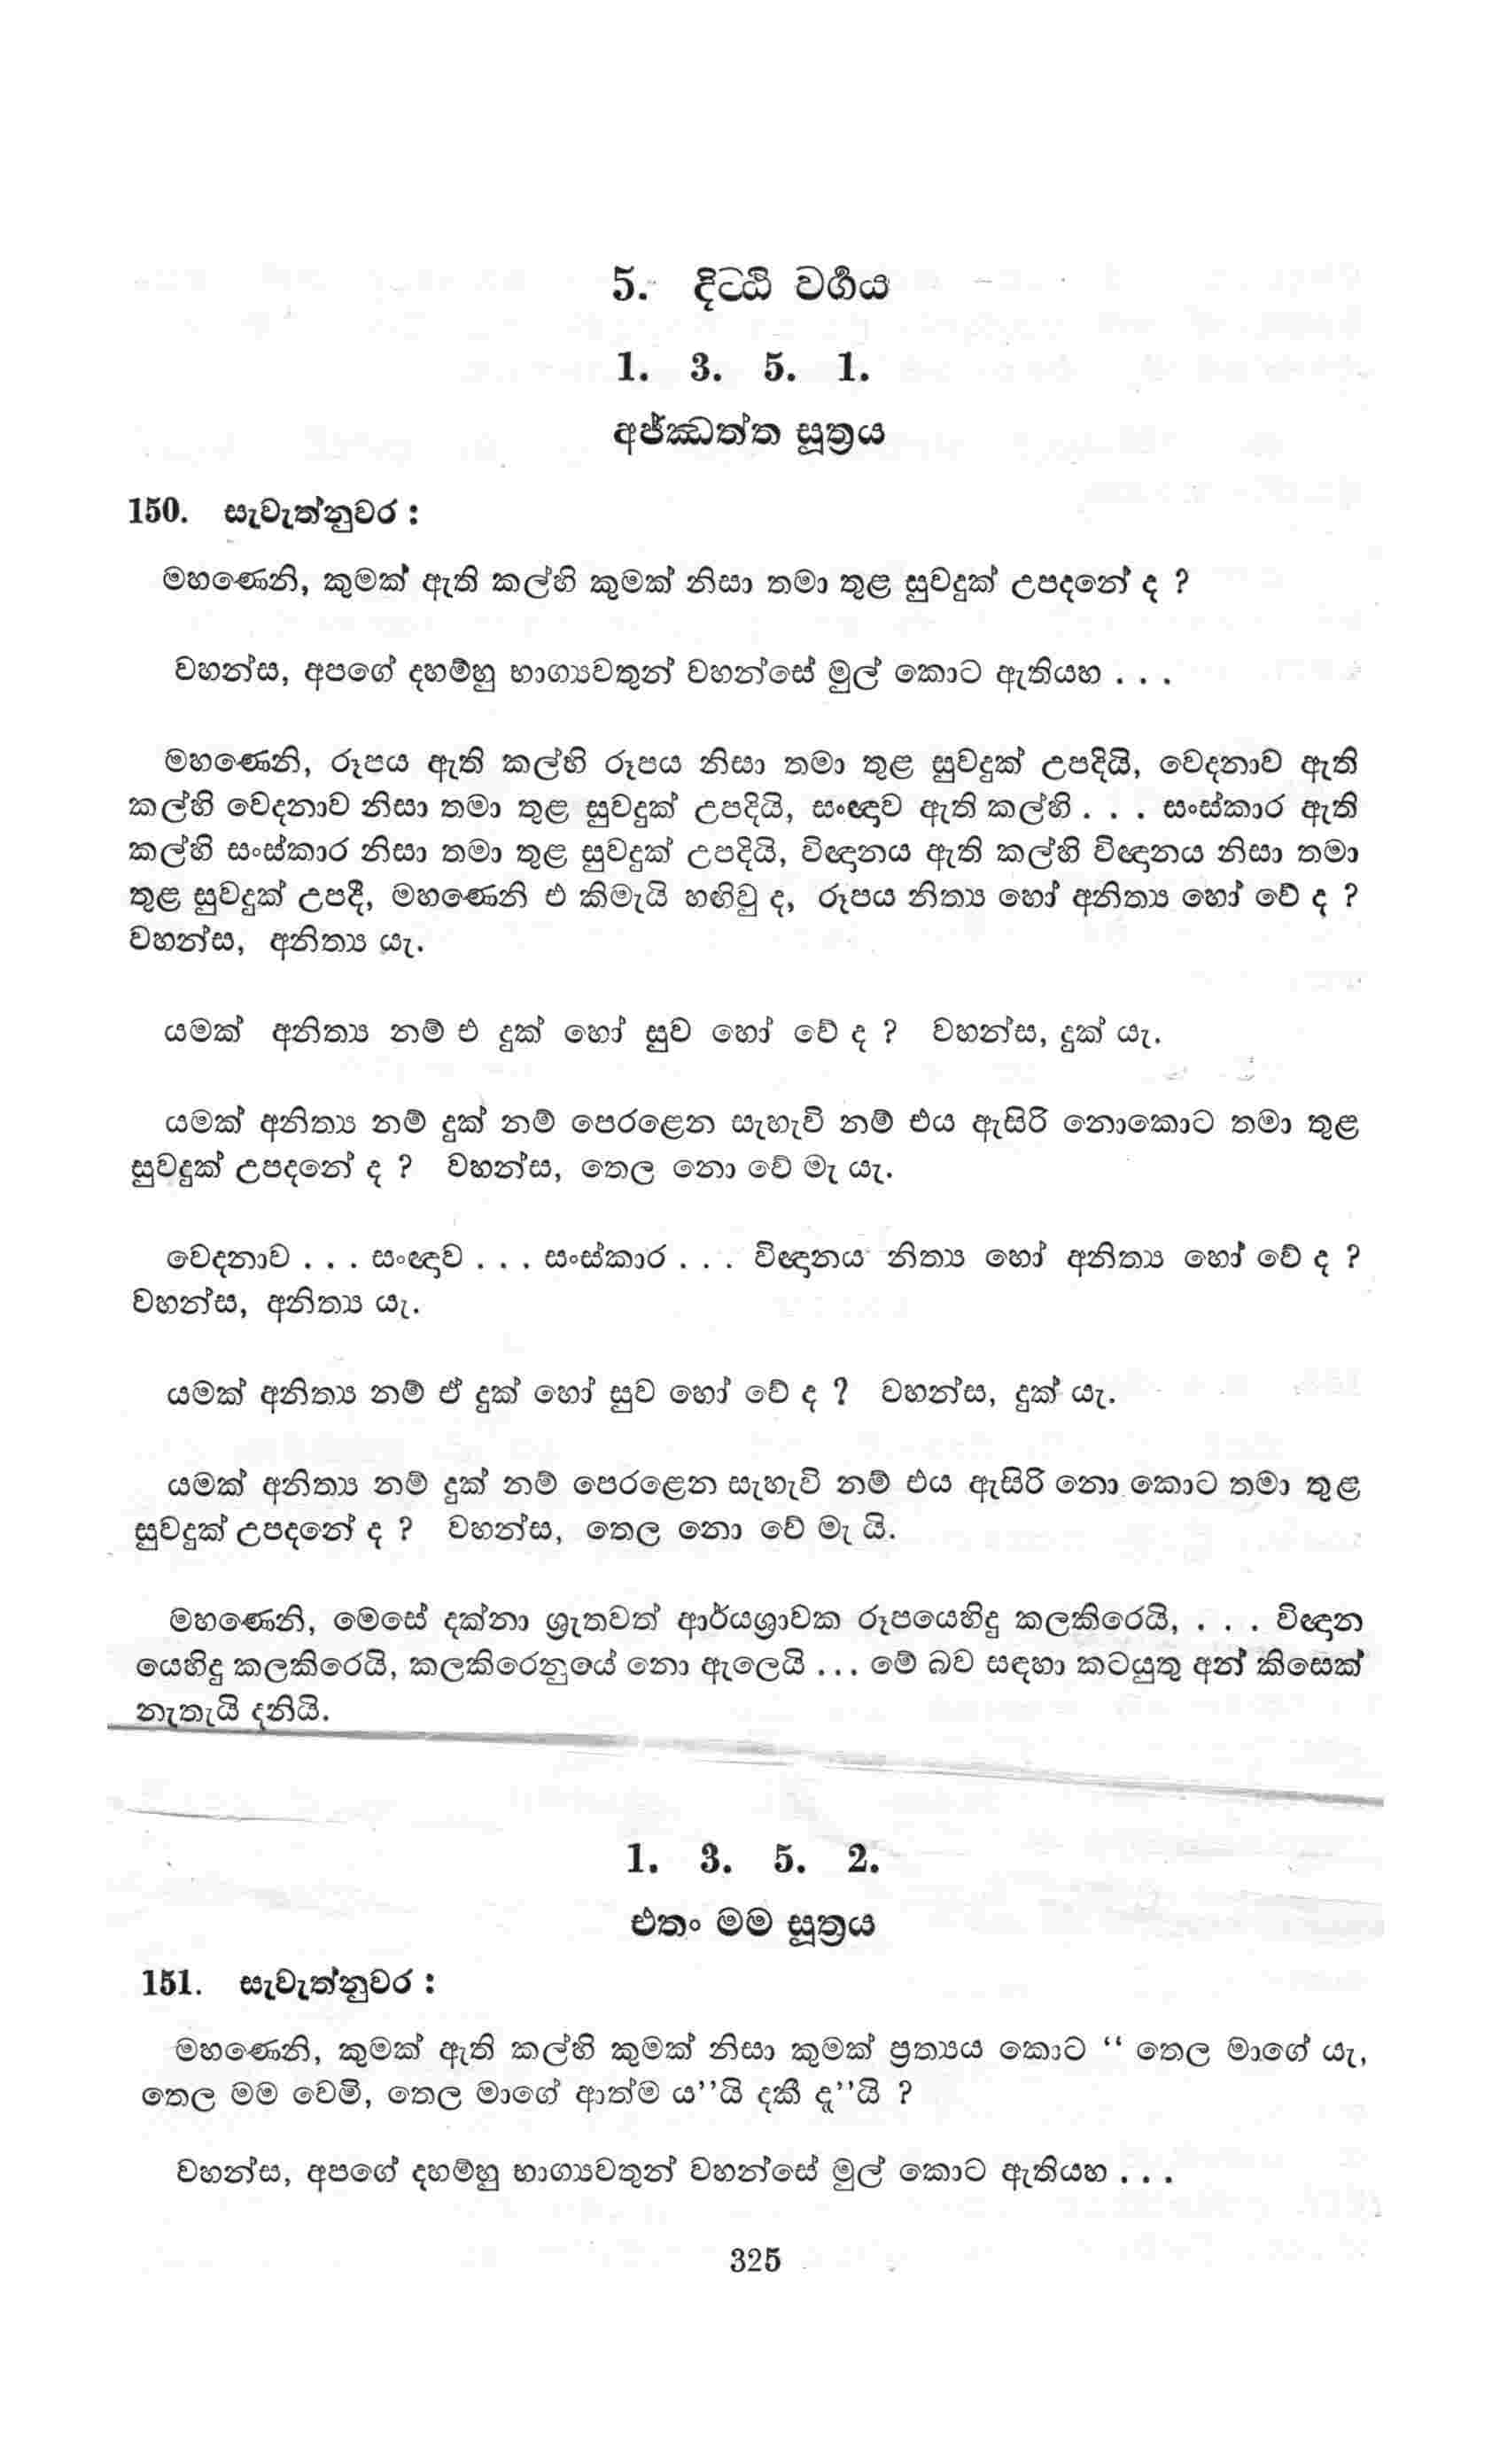 5. දිට්ඨි වර්‍ගය
1. 3. 5. 1.
අජ්ඣත්ත සූත්‍රය
150. සැවැත්නුවර :
මහණෙනි, කුමක් ඇති කල්හි කුමක් නිසා තමා තුළ සුවදුක් උපදනේ ද ?
වහන්ස, අපගේ දහම්හු භාග්‍යවතුන් වහන්සේ මුල් කොට ඇතියහ . . .
මහණෙනි, රූපය ඇති කල්හි රූපය නිසා තමා තුළ සුවදුක් උපදියි, වෙදනාව ඇති
කල්හි වෙදනාව නිසා තමා තුළ සුවදුක් උපදියි, සංඥාව ඇති කල්හි . . . සංස්කාර ඇති
කල්හි සංස්කාර නිසා තමා තුළ සුවදුක් උපදියි, විඥානය ඇති කල්හි විඥානය නිසා තමා
තුළ සුවදුක් උපදී, මහණෙනි එ කිමැයි හඟිවු ද, රූපය නිත්‍ය හෝ අනිත්‍ය හෝ වේ ද ?
වහන්ස, අනිත්‍ය යැ.
යමක් අනිත්‍ය නම් එ දුක් හෝ සුව හෝ වේ ද ? වහන්ස, දුක් යැ.
යමක් අනිත්‍ය නම් දුක් නම් පෙරළෙන සැහැවි නම් එය ඇසිරි නොකොට තමා තුළ
සුවදුක් උපදනේ ද ? වහන්ස, තෙල නො වේ මැ යැ.
වෙදනාව . . . සංඥාව . . . සංස්කාර . . . විඥානය නිත්‍ය හෝ අනිත්‍ය හෝ වේ ද ?
වහන්ස, අනිත්‍ය යැ.
යමක් අනිත්‍ය නම් ඒ දුක් හෝ සුව හෝ වේ ද ? වහන්ස, දුක් යැ.
යමක් අනිත්‍ය නම් දුක් නම් පෙරළෙන සැහැවි නම් එය ඇසිරි නො කොට තමා තුළ
සුවදුක් උපදනේ ද ? වහන්ස, තෙල නො වේ මැ යි.
මහණෙනි, මෙසේ දක්නා ශ්‍රැතවත් ආර්යශ්‍රාවක රූපයෙහිදු කලකිරෙයි, . . . විඥාන
යෙහිදු කලකිරෙයි, කලකිරෙනුයේ නො ඇලෙයි ... මේ බව සඳහා කටයුතු අන් කිසෙක්
නැතැයි දනියි.
1. 3. 5. 2.
එතං මම සූත්‍රය
151. සැවැත්නුවර :
මහණෙනි, කුමක් ඇති කල්හි කුමක් නිසා කුමක් ප්‍රත්‍යය කොට “ තෙල මාගේ යැ,
තෙල මම වෙමි, තෙල මාගේ ආත්ම ය’’යි දකී දැ’’යි ?
වහන්ස, අපගේ දහම්හු භාග්‍යවතුන් වහන්සේ මුල් කොට ඇතියහ . . .
325